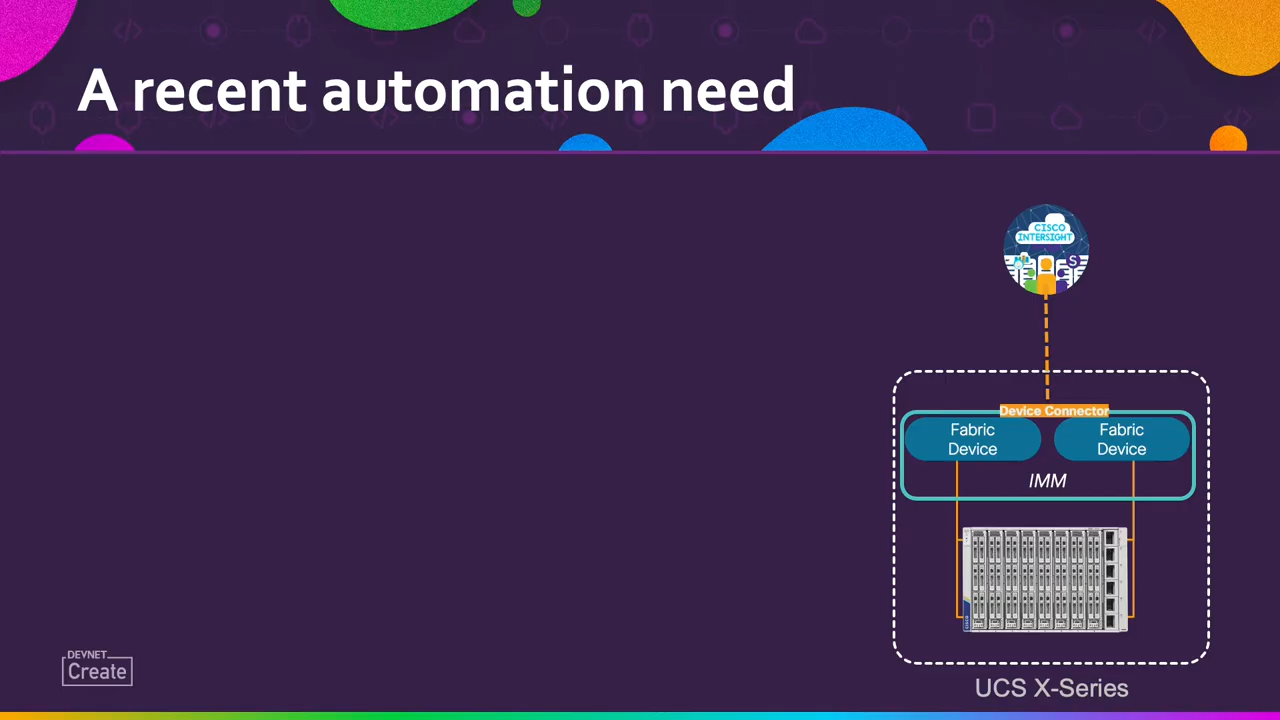 A recent automation need
CISCO
INTERSIGHT
S
Device Connector
Fabric
Device
Fabric
Device
IMM
UCS X-Series
DEVNET
Create